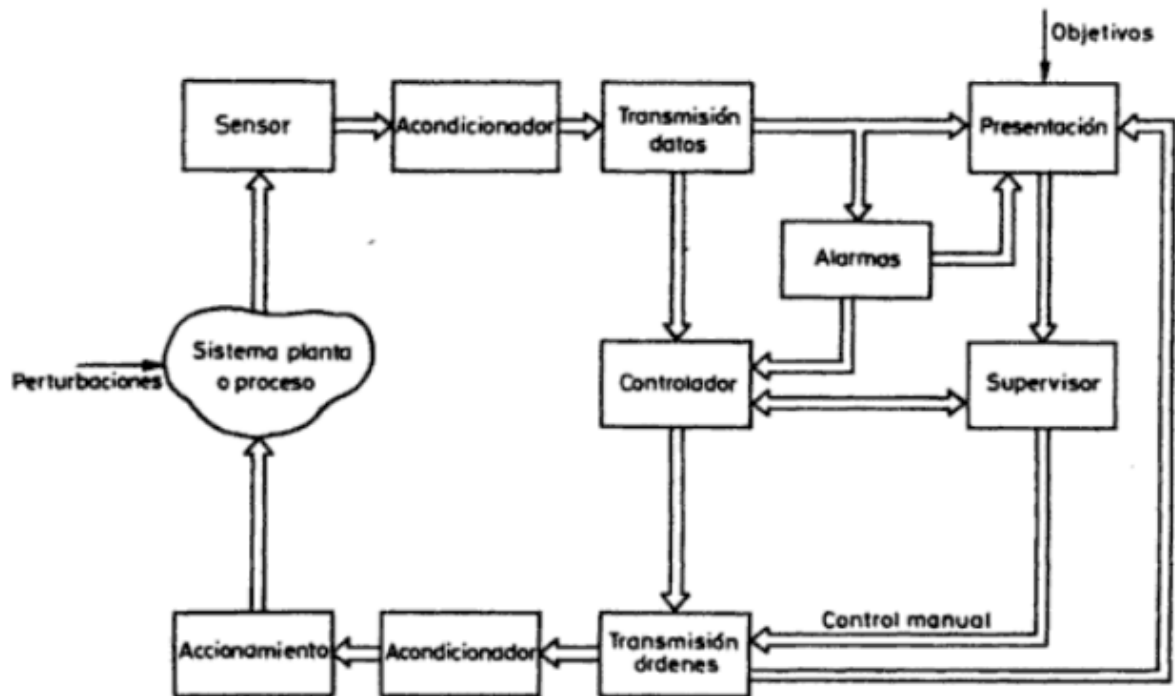 Objetivos
Sensor
Acondicionador
Transmisión
datos
Presentación
Alarmas
Sistema planta
o proceso
Perturbaciones
Controlador
Supervisor
Control manual
Accionamiento
Acondicionador
Transmisión
órdenes